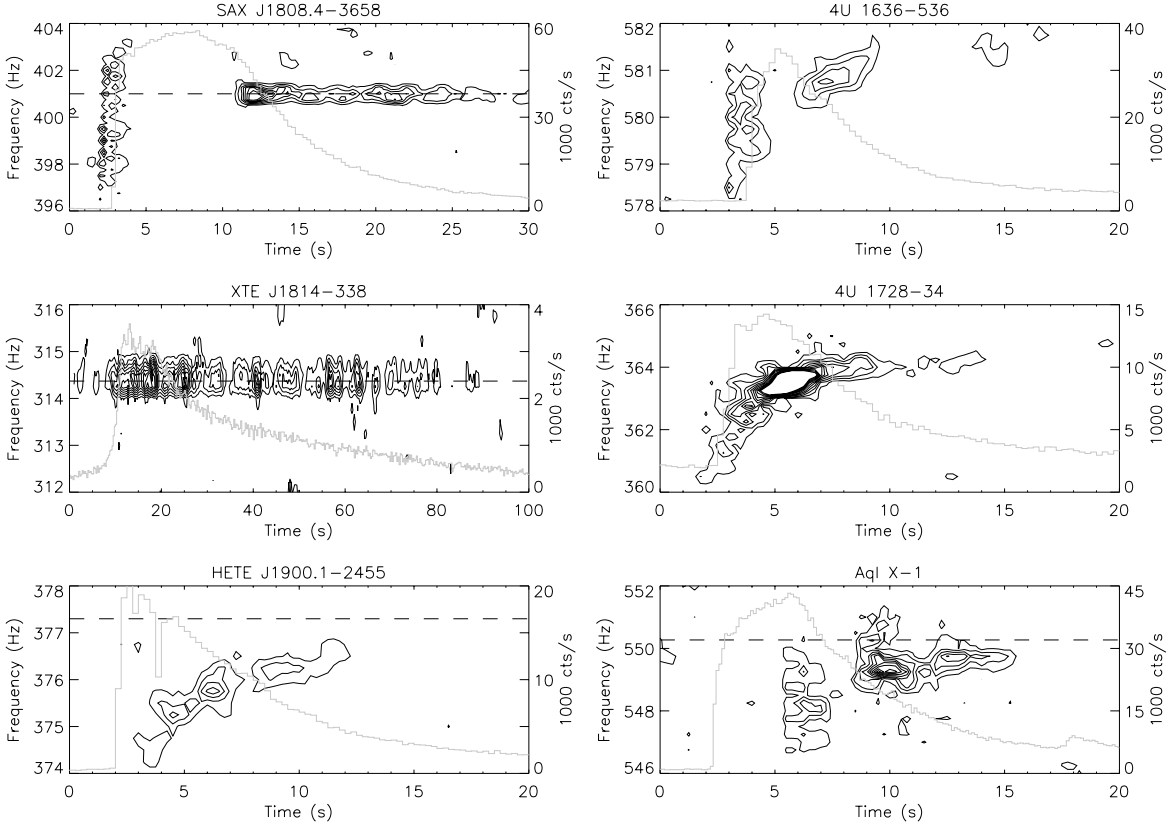 SAX J1808.4−3658
404
402
400
398
396
Frequency (Hz)
60
30
0
1000 cts/s
0 5 10 15 20 25 30
Time (s)
4U 1636−536
582
581
580
579
578
Frequency (Hz)
40
30
20
10
0
1000 cts/s
0 5 10 15 20
Time (s)
XTE J1814−338
316
315
314
313
312
Frequency (Hz)
4
2
0
1000 cts/s
0 20 40 60 80 100
Time (s)
4U 1728−34
366
364
362
360
Frequency (Hz)
15
10
5
0
1000 cts/s
0 5 10 15 20
Time (s)
HETE J1900.1−2455
378
377
376
375
374
Frequency (Hz)
20
10
0
1000 cts/s
0 5 10 15 20
Time (s)
Aql X−1
552
550
548
546
Frequency (Hz)
45
30
15
0
1000 cts/s
0 5 10 15 20
Time (s)